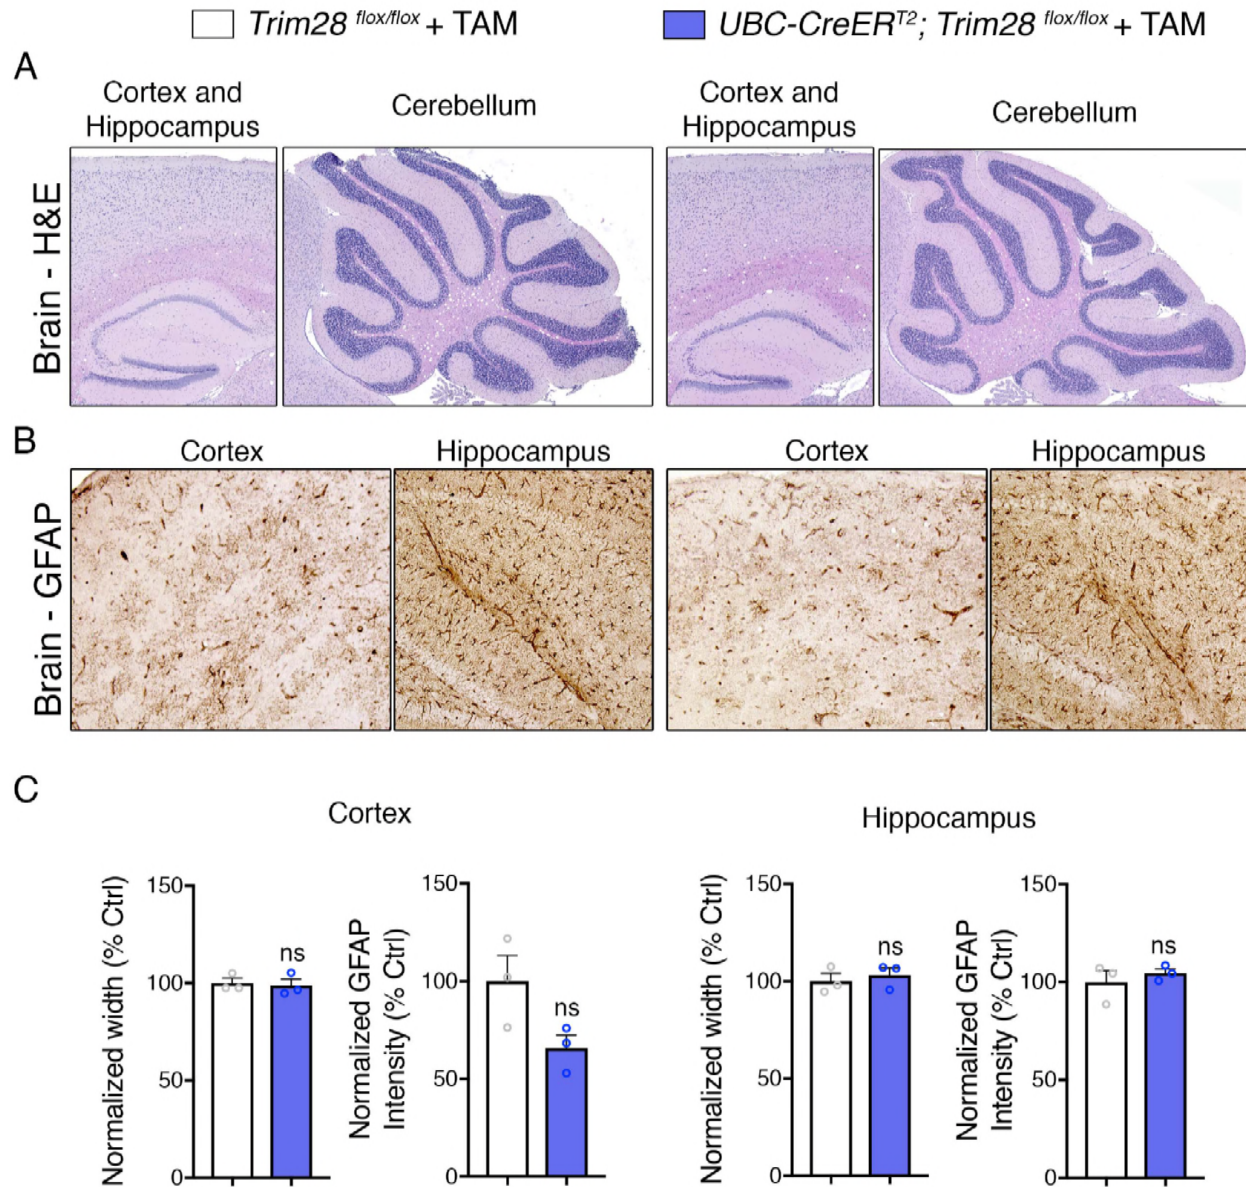 Trim28 flox/flox + TAM
UBC-CreERT2; Trim28 flox/flox + TAM
A
Cortex and
Hippocampus
Cerebellum
Cortex and
Hippocampus
Cerebellum
Brain - H&E
B
Cortex
Hippocampus
Cortex
Hippocampus
Brain - GFAP
C
Cortex
Hippocampus
Normalized width (% Ctrl)
150
100
50
0
ns
Normalized GFAP
Intensity (% Ctrl)
150
100
50
0
ns
Normalized width (% Ctrl)
150
100
50
0
ns
Normalized GFAP
Intensity (% Ctrl)
150
100
50
0
ns